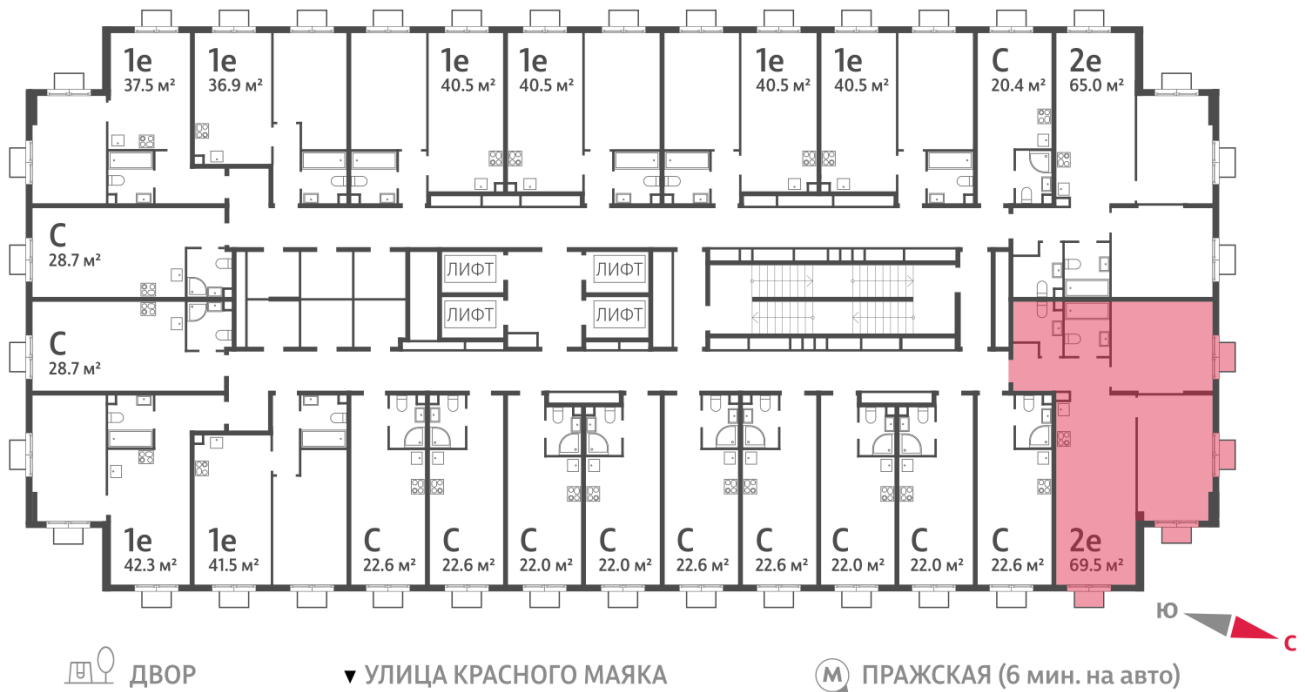 1е
37.5 м²
1е
36.9 м²
1е
40.5 м²
1е
40.5 м²
1е
40.5 м²
1е
40.5 м²
С
20.4 м²
2е
65.0 м²
С
28.7 м²
ЛИФТ
ЛИФТ
ЛИФТ
ЛИФТ
С
28.7 м²
1е
42.3 м²
1е
41.5 м²
С
22.6 м²
С
22.6 м²
С
22.0 м²
С
22.0 м²
С
22.6 м²
С
22.6 м²
С
22.0 м²
С
22.0 м²
С
22.6 м²
2е
69.5 м²
Ю
С
ДВОР
▼ УЛИЦА КРАСНОГО МАЯКА
М ПРАЖСКАЯ (6 мин. на авто)